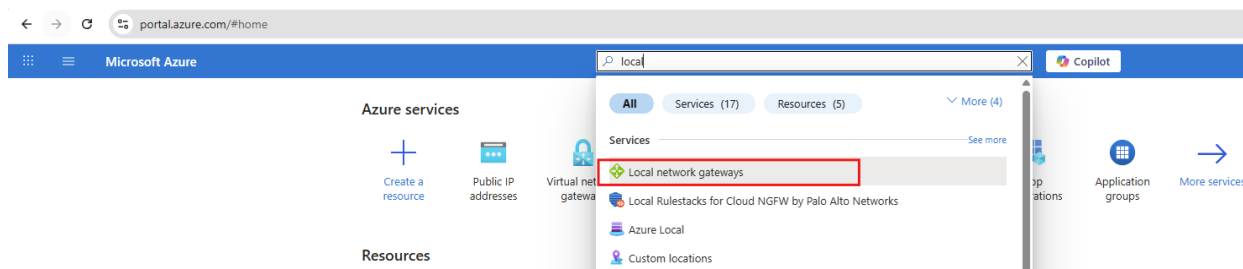 portal.azure.com/#home
Microsoft Azure
local
Copilot
All
Services (17)
Resources (5)
More (4)
Azure services
Services
See more
Create a
resource
Public IP
addresses
Virtual net
gatewa
Local network gateways
Local Rulestacks for Cloud NGFW by Palo Alto Networks
Azure Local
Custom locations
Application
groups
More services
Resources